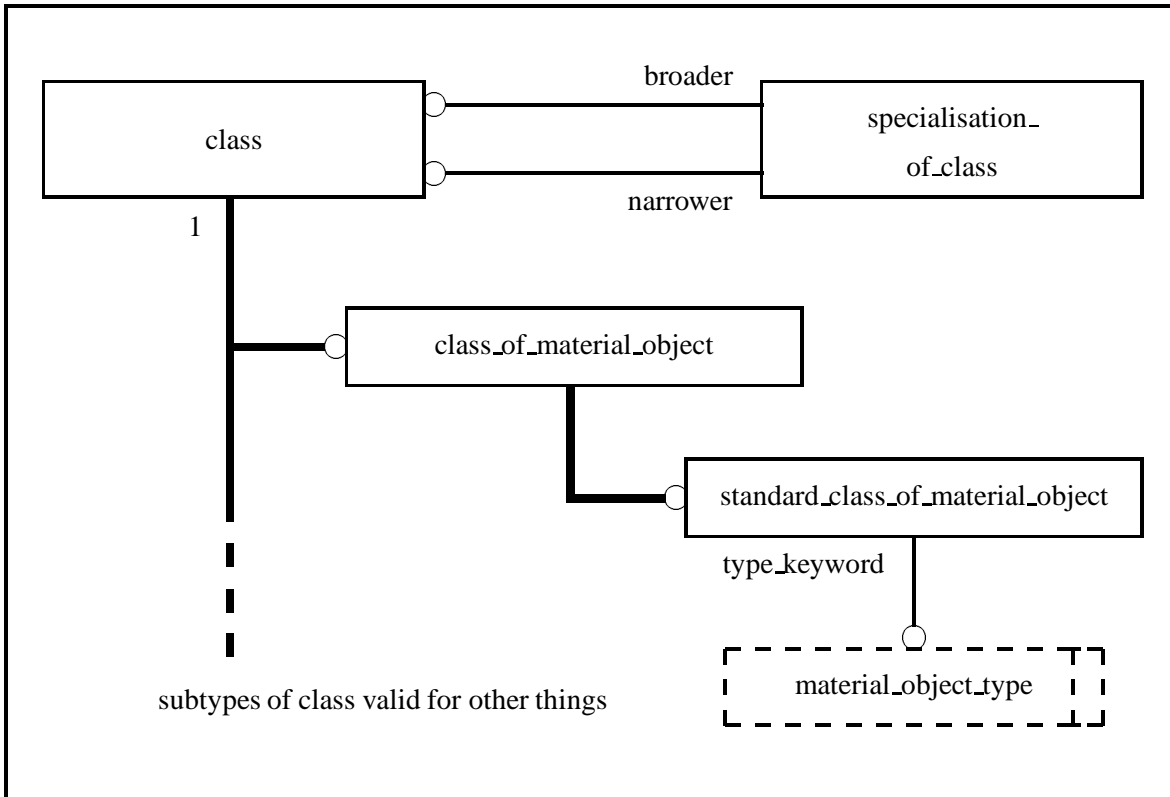 broader
class
specialisation_
of_class
narrower
1
class_of_material_object
standard_class_of_material_object
type_keyword
material_object_type
subtypes of class valid for other things